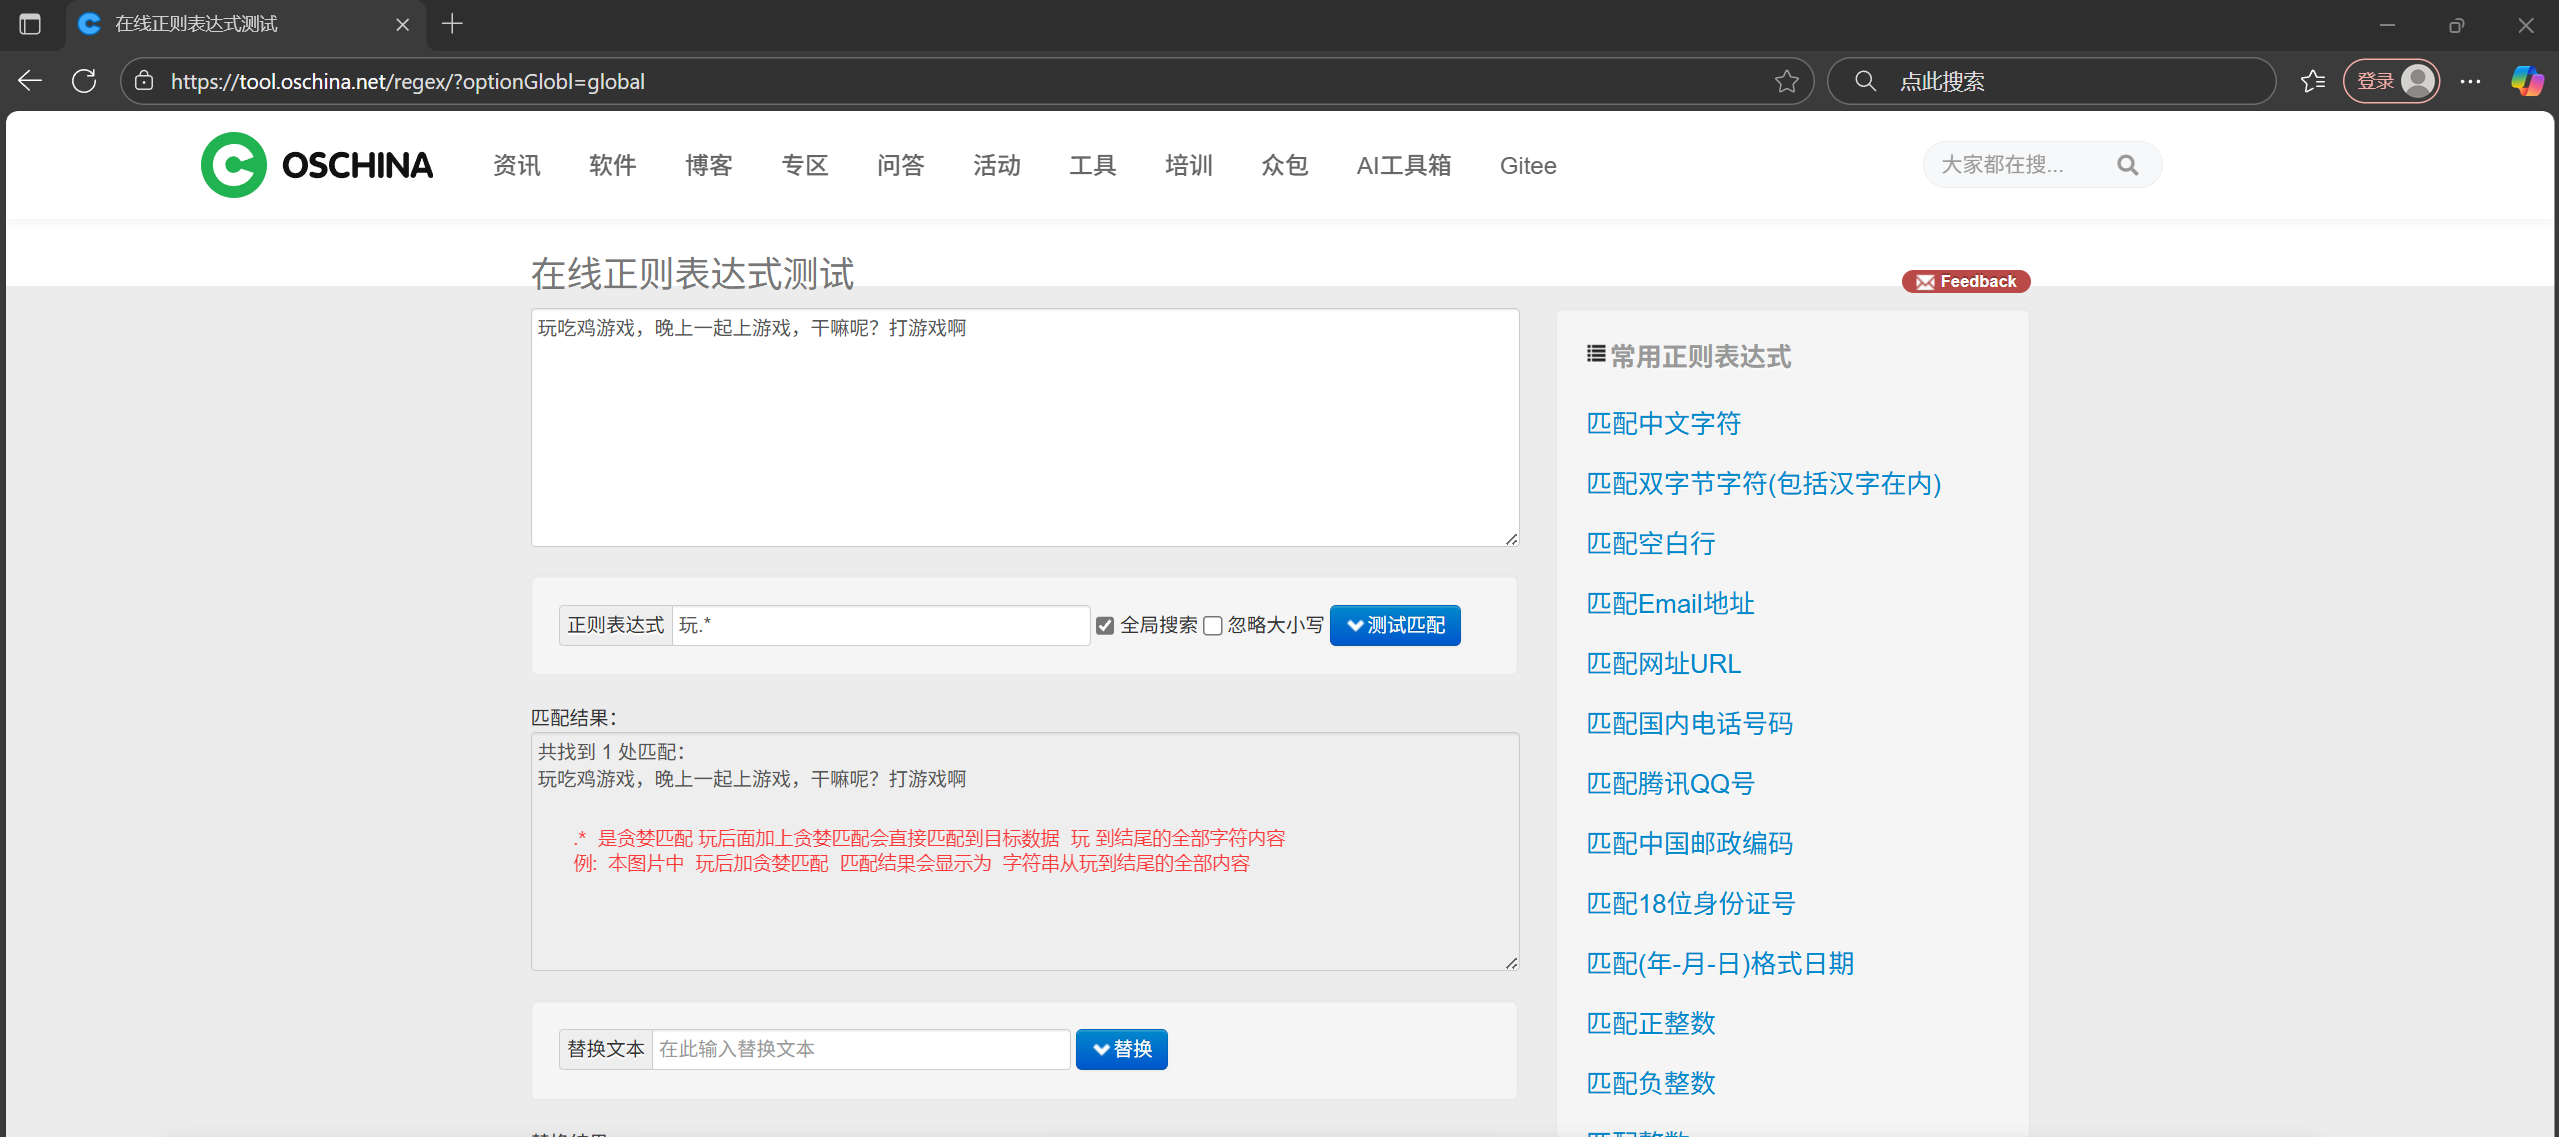 在线正则表达式测试
https://tool.oschina.net/regex/?optionGlobl=global
点此搜索
登录
OSCHINA
资讯 软件 博客 专区 问答 活动 工具 培训 众包 AI工具箱 Gitee
大家都在搜...
在线正则表达式测试
Feedback
玩吃鸡游戏，晚上一起上游戏，干嘛呢？打游戏啊
正则表达式 玩.* 全局搜索 忽略大小写 测试匹配
匹配结果：
共找到 1 处匹配：
玩吃鸡游戏，晚上一起上游戏，干嘛呢？打游戏啊
.* 是贪婪匹配 玩后面加上贪婪匹配会直接匹配到目标数据 玩 到结尾的全部字符内容
例: 本图片中 玩后加贪婪匹配 匹配结果会显示为 字符串从玩到结尾的全部内容
替换文本 在此输入替换文本 替换
常用正则表达式
匹配中文字符
匹配双字节字符(包括汉字在内)
匹配空白行
匹配Email地址
匹配网址URL
匹配国内电话号码
匹配腾讯QQ号
匹配中国邮政编码
匹配18位身份证号
匹配(年-月-日)格式日期
匹配正整数
匹配负整数